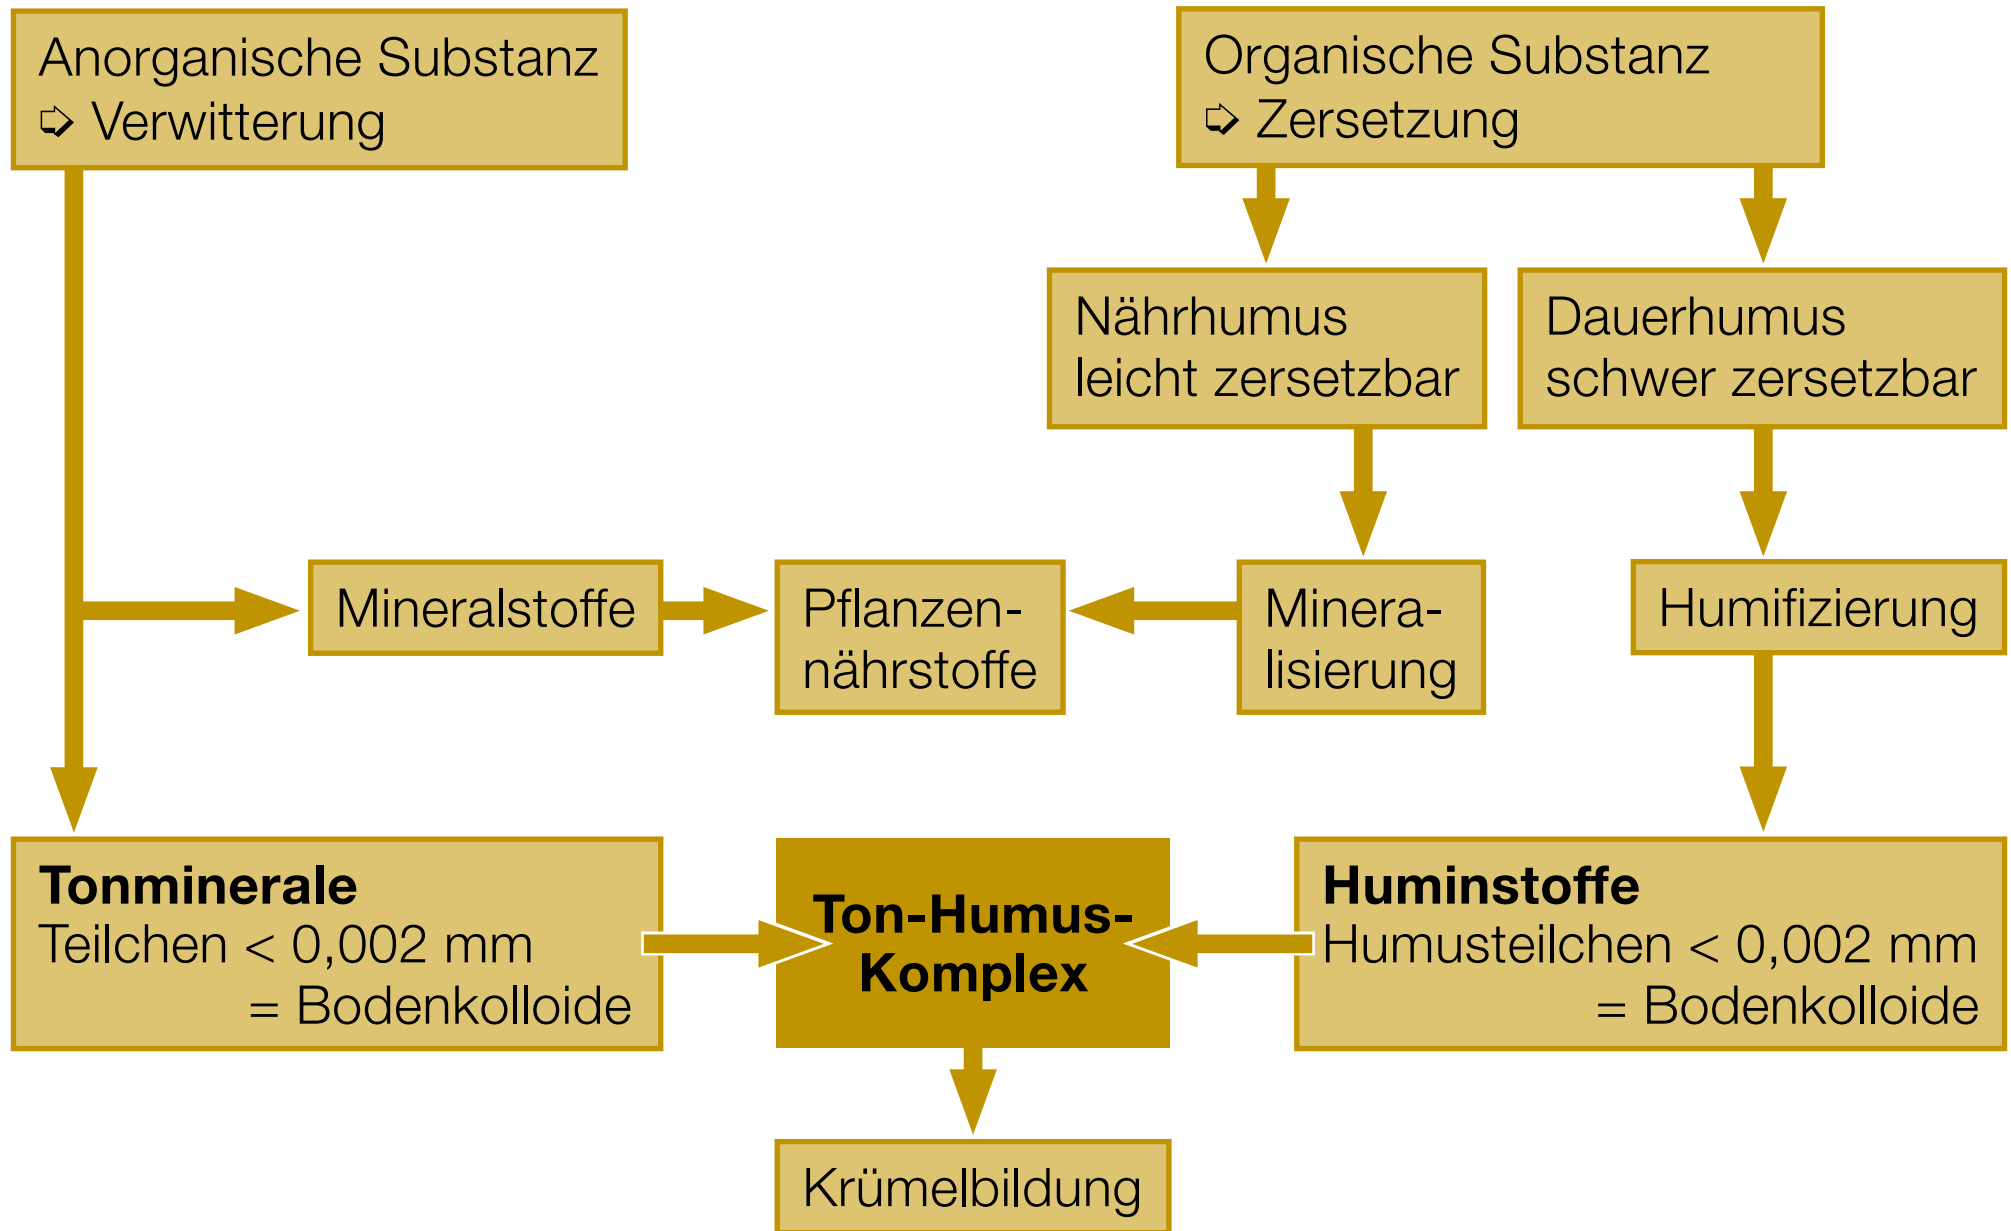 Anorganische Substanz
➩ Verwitterung
Organische Substanz
➩ Zersetzung
Nährhumus
leicht zersetzbar
Dauerhumus
schwer zersetzbar
Mineralstoffe
Pflanzen-
nährstoffe
Minera-
lisierung
Humifizierung
Tonminerale
Teilchen < 0,002 mm
= Bodenkolloide
Ton-Humus-
Komplex
Huminstoffe
Humusteilchen < 0,002 mm
= Bodenkolloide
Krümelbildung